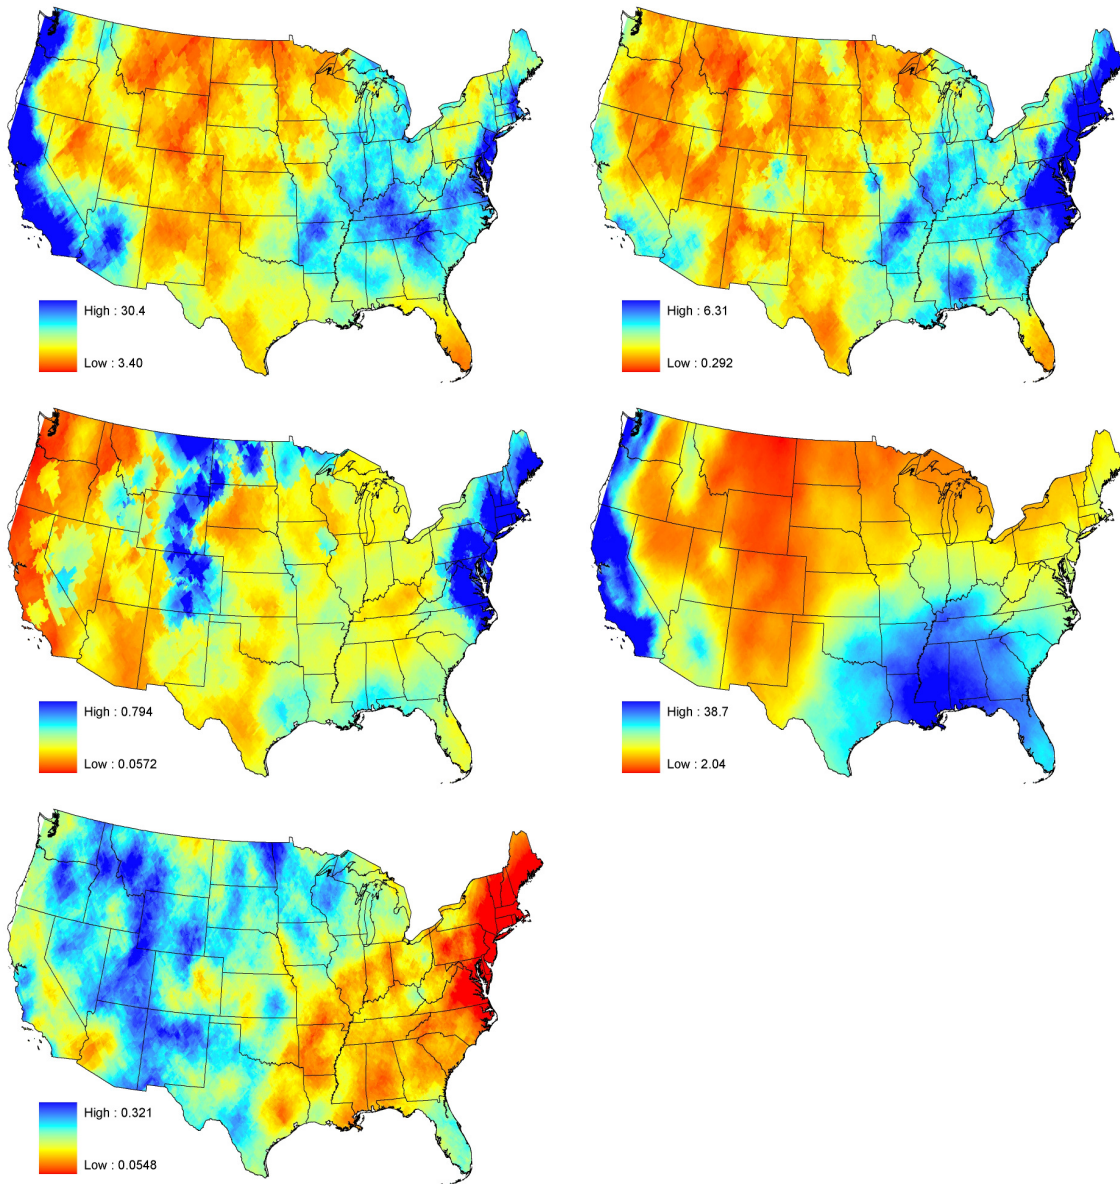 High : 30.4
Low : 3.40
High : 6.31
Low : 0.292
High : 0.794
Low : 0.0572
High : 38.7
Low : 2.04
High : 0.321
Low : 0.0548